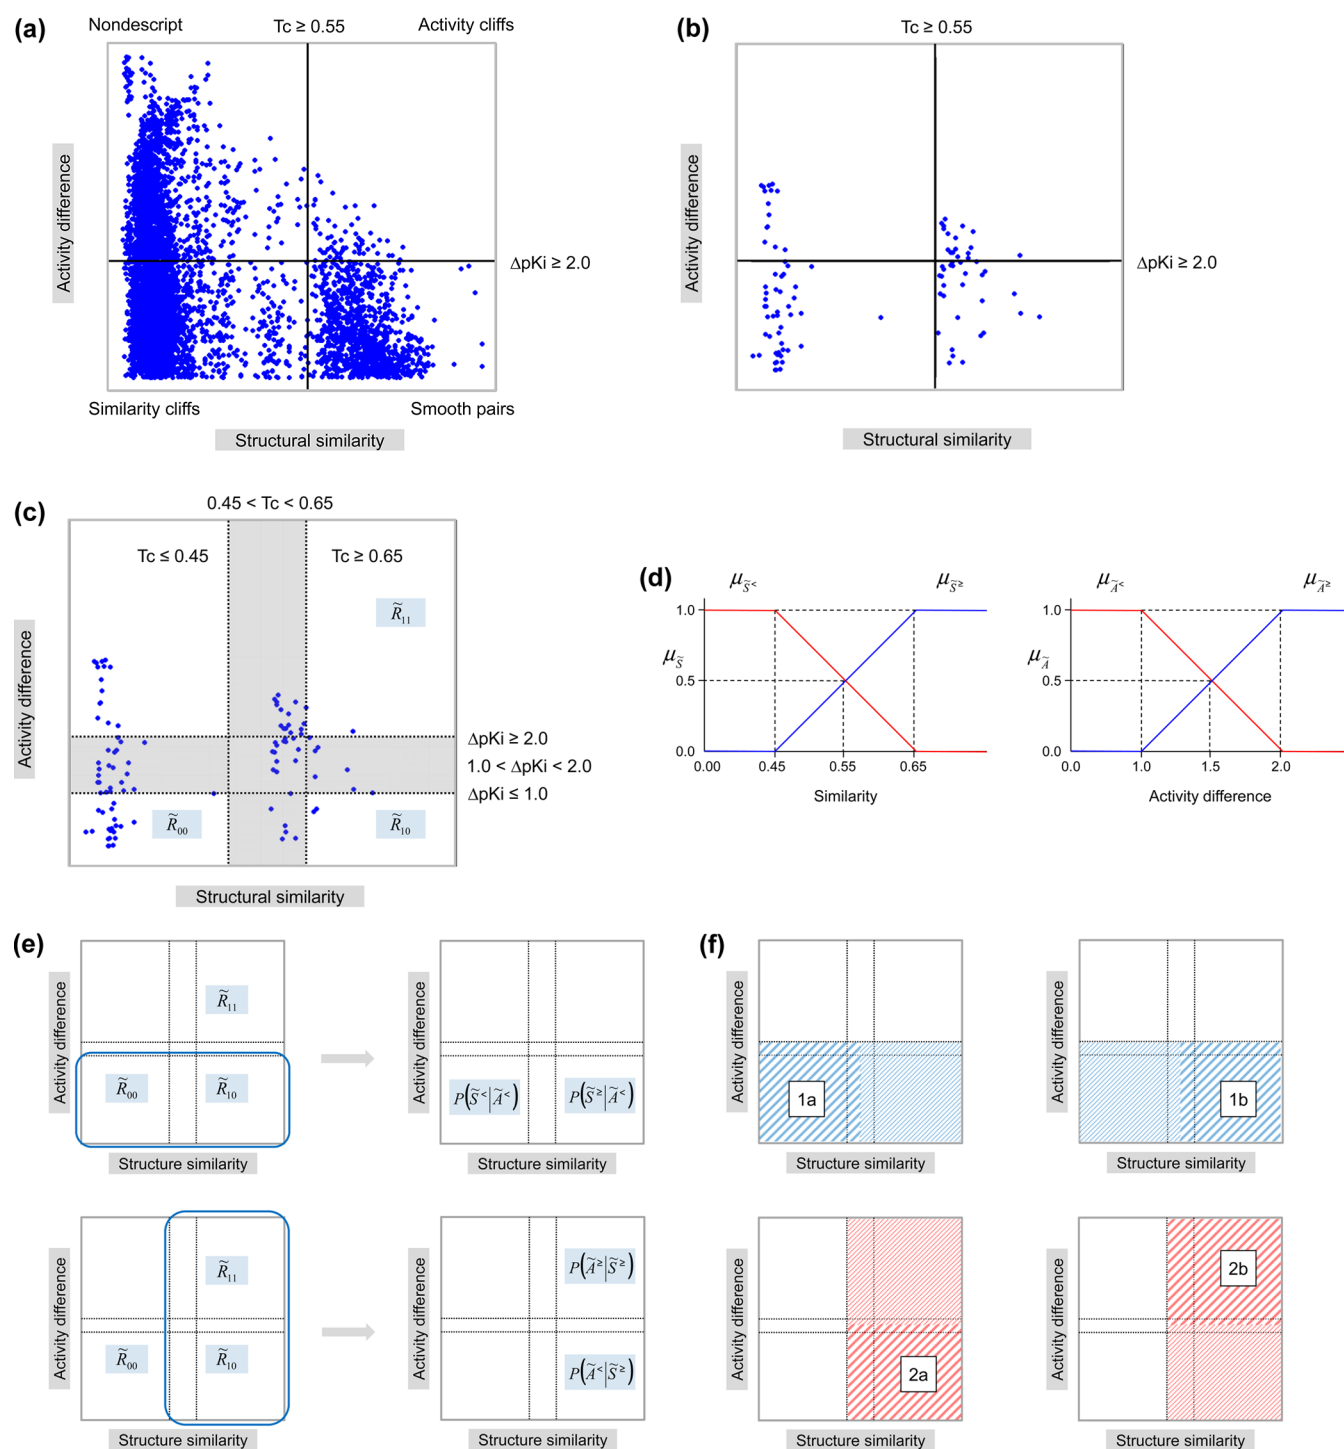 (a)
Nondescript
Tc ≥ 0.55
Activity cliffs
Activity difference
ΔpKi ≥ 2.0
Similarity cliffs
Smooth pairs
Structural similarity
(b)
Tc ≥ 0.55
Activity difference
ΔpKi ≥ 2.0
Structural similarity
(c)
0.45 < Tc < 0.65
Tc ≤ 0.45
Tc ≥ 0.65
R̃₁₁
Activity difference
ΔpKi ≥ 2.0
1.0 < ΔpKi < 2.0
ΔpKi ≤ 1.0
R̃₀₀
R̃₁₀
Structural similarity
(d)
μ_S̃<
μ_S̃≥
1.0
μ_S̃
0.5
0.0
0.00
0.45
0.55
0.65
Similarity
μ_Ã<
μ_Ã≥
1.0
μ_Ã
0.5
0.0
0.0
1.0
1.5
2.0
Activity difference
(e)
Activity difference
R̃₁₁
R̃₀₀
R̃₁₀
Structure similarity
Activity difference
P(S̃<|Ã<)
P(S̃≥|Ã<)
Structure similarity
Activity difference
R̃₁₁
R̃₀₀
R̃₁₀
Structure similarity
Activity difference
P(Ã≥|S̃≥)
P(Ã<|S̃≥)
Structure similarity
(f)
Activity difference
1a
Structure similarity
Activity difference
1b
Structure similarity
Activity difference
2a
Structure similarity
Activity difference
2b
Structure similarity